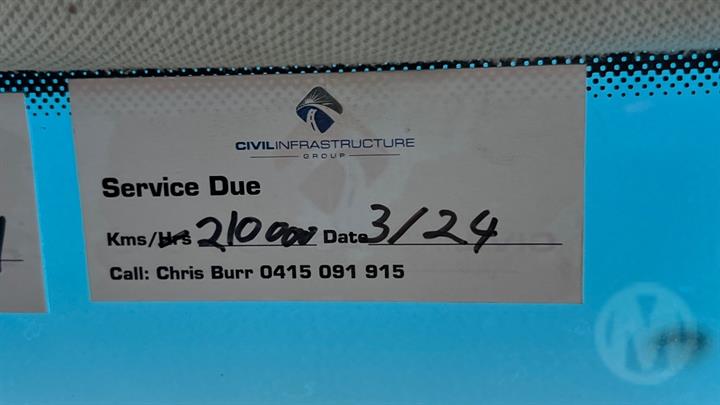 CIVILINFRASTRUCTURE
GROUP
Service Due
Kms/Hrs 210000 Date 3/24
Call: Chris Burr 0415 091 915